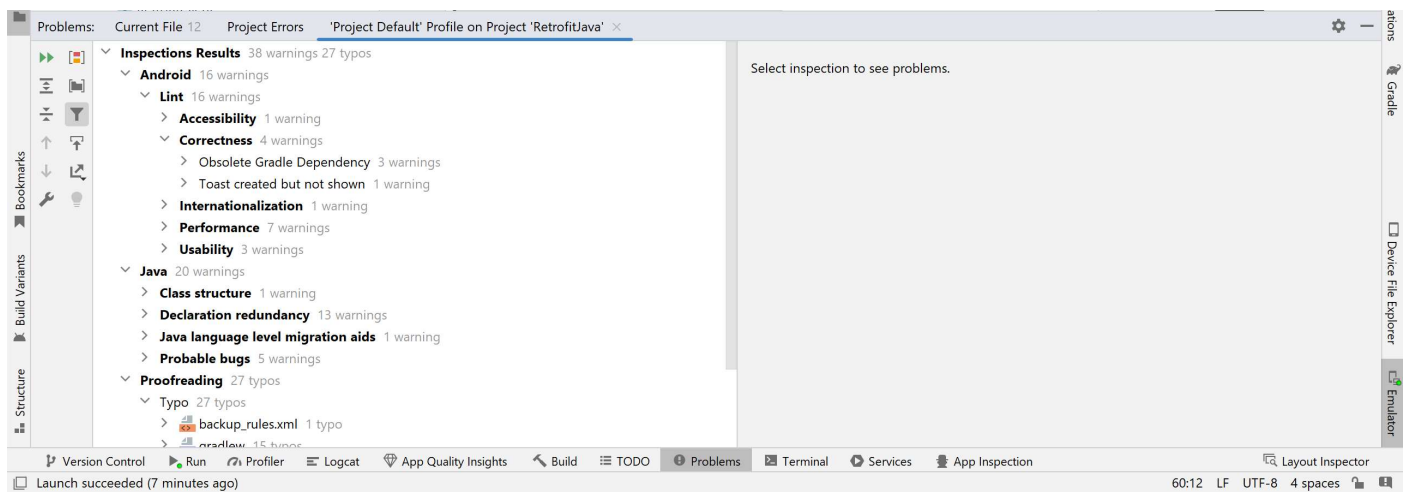 Problems: Current File 12 Project Errors 'Project Default' Profile on Project 'RetrofitJava'
Inspections Results 38 warnings 27 typos
Android 16 warnings
Lint 16 warnings
Accessibility 1 warning
Correctness 4 warnings
Obsolete Gradle Dependency 3 warnings
Toast created but not shown 1 warning
Internationalization 1 warning
Performance 7 warnings
Usability 3 warnings
Java 20 warnings
Class structure 1 warning
Declaration redundancy 13 warnings
Java language level migration aids 1 warning
Probable bugs 5 warnings
Proofreading 27 typos
Typo 27 typos
backup_rules.xml 1 typo
gradlew 15 typos
Select inspection to see problems.
Bookmarks
Build Variants
Structure
ations
Gradle
Device File Explorer
Emulator
Version Control Run Profiler Logcat App Quality Insights Build TODO Problems Terminal Services App Inspection Layout Inspector
Launch succeeded (7 minutes ago) 60:12 LF UTF-8 4 spaces